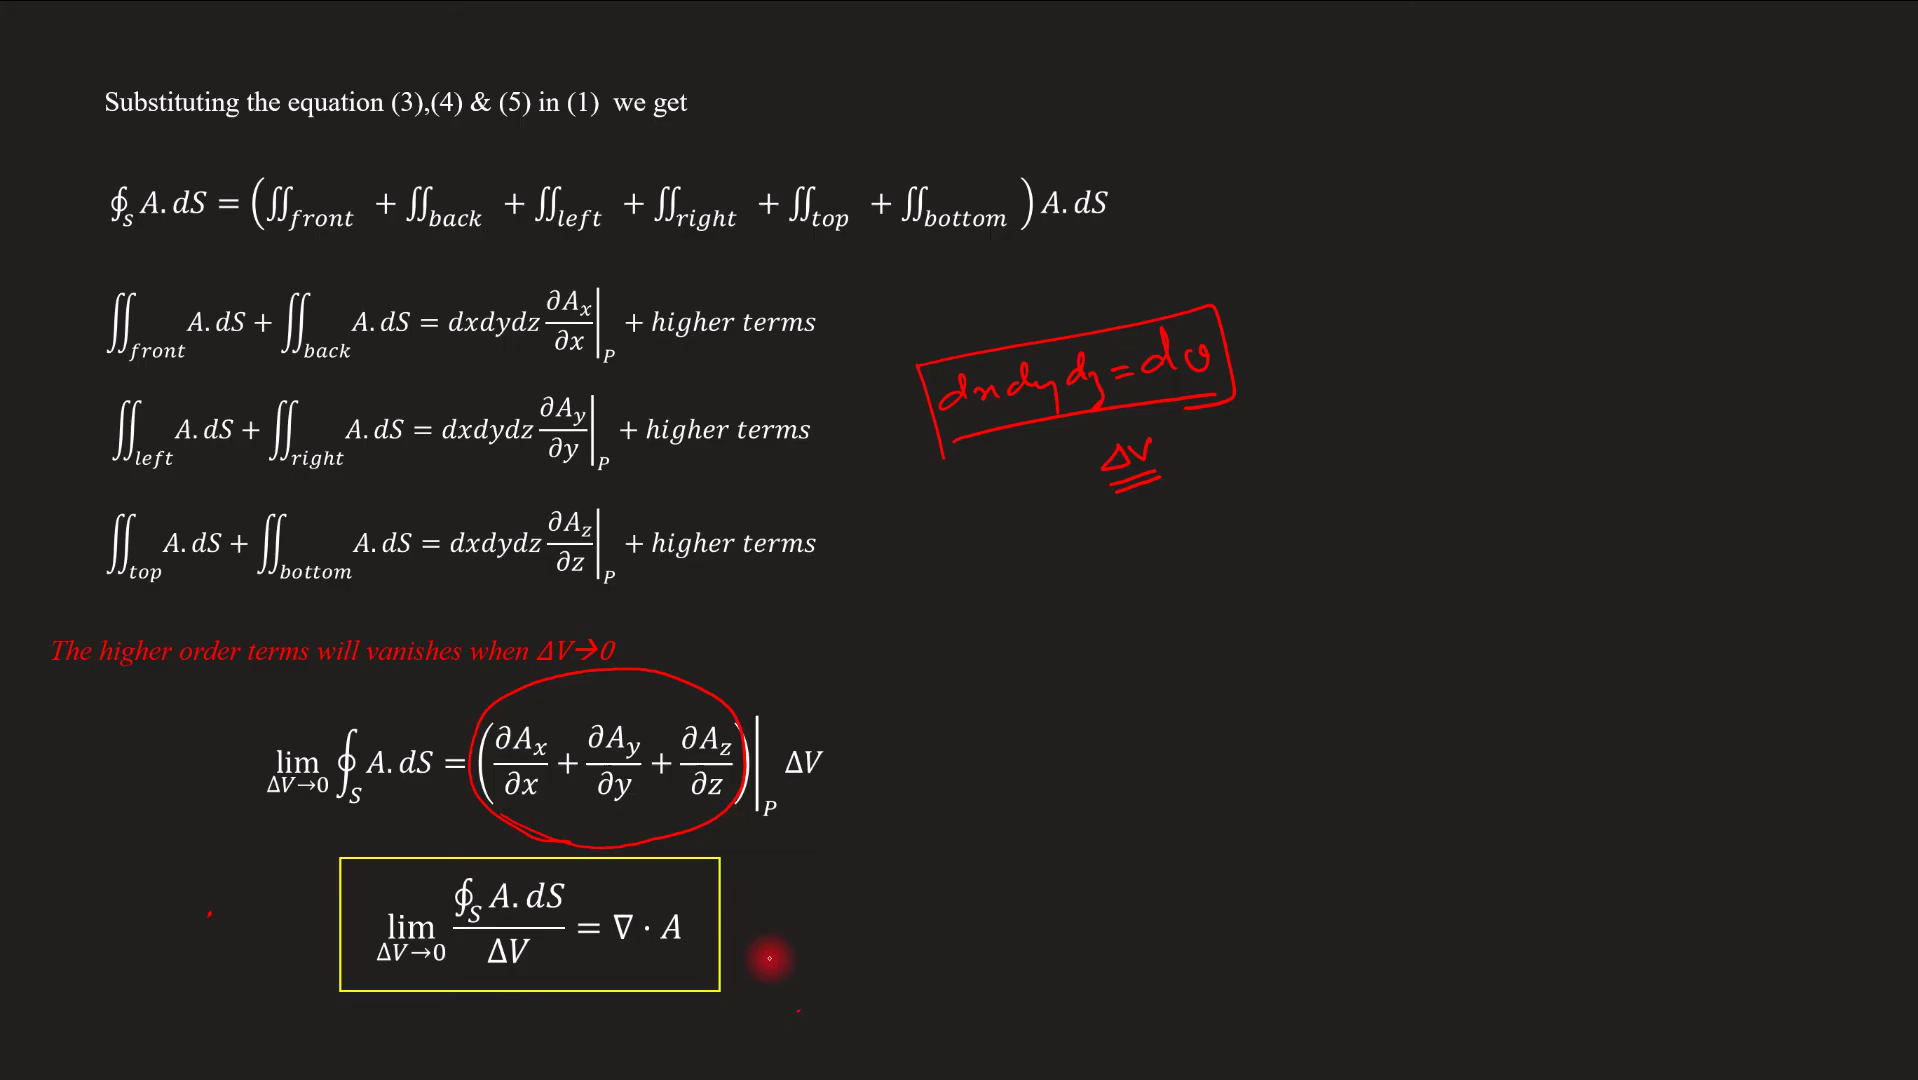 Substituting the equation (3),(4) & (5) in (1) we get
∮ₛ A. dS = (∬front + ∬back + ∬left + ∬right + ∬top + ∬bottom ) A. dS
∬front A. dS + ∬back A. dS = dxdydz ∂Aₓ/∂x |P + higher terms
dx dy dz = dv
∬left A. dS + ∬right A. dS = dxdydz ∂Ay/∂y |P + higher terms
ΔV
∬top A. dS + ∬bottom A. dS = dxdydz ∂Az/∂z |P + higher terms
The higher order terms will vanishes when ΔV→0
lim ΔV→0 ∮S A. dS = (∂Aₓ/∂x + ∂Ay/∂y + ∂Az/∂z)|P ΔV
lim ΔV→0 ∮S A. dS / ΔV = ∇ · A